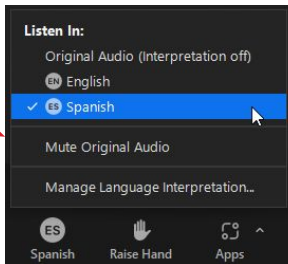 Listen In:
Original Audio (Interpretation off)
EN English
ES Spanish
Mute Original Audio
Manage Language Interpretation...
ES
Spanish Raise Hand Apps